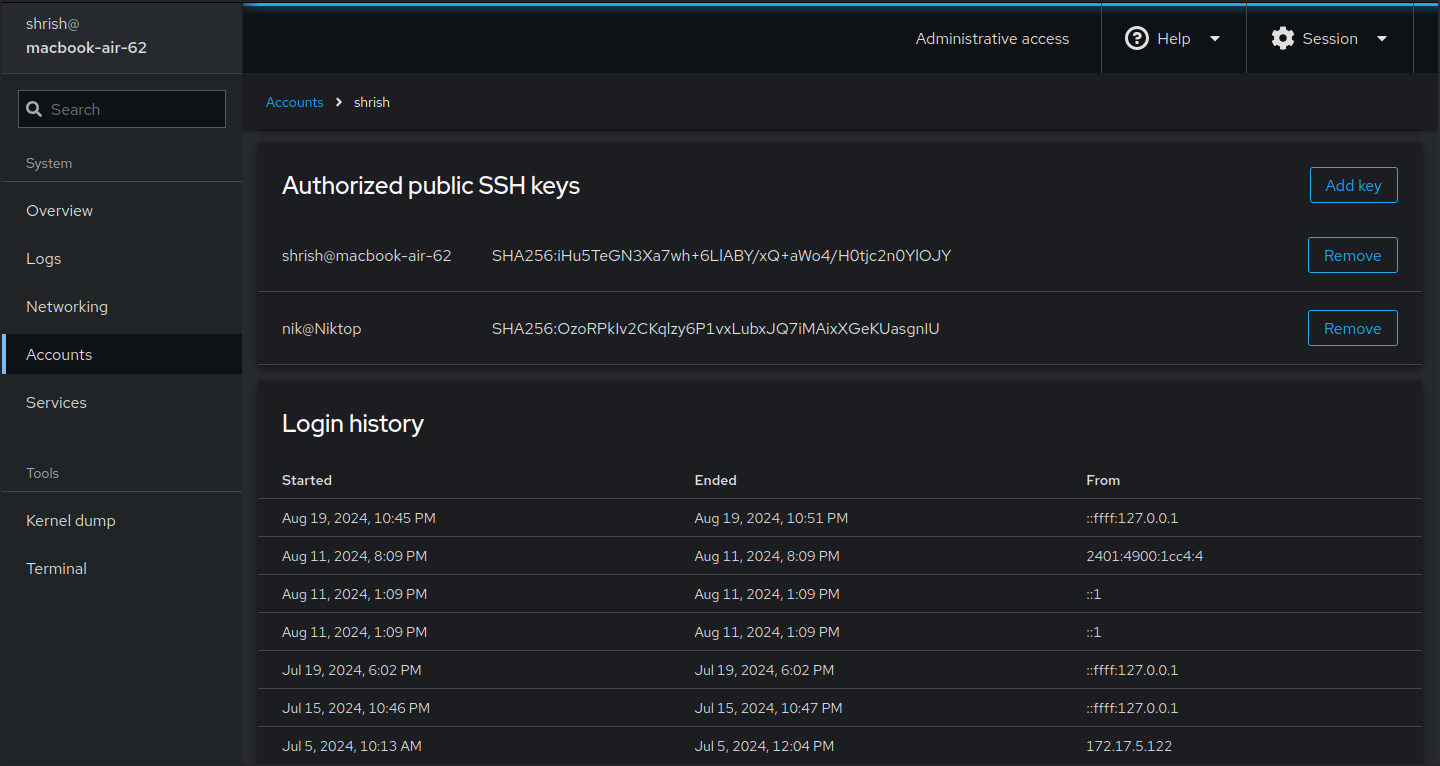 shrish@
macbook-air-62
Administrative access
Help
Session
Search
Accounts
shrish
System
Overview
Logs
Networking
Accounts
Services
Tools
Kernel dump
Terminal
Authorized public SSH keys
Add key
shrish@macbook-air-62 SHA256:iHu5TeGN3Xa7wh+6LlABY/xQ+aWo4/H0tjc2n0YlOJY Remove
nik@Niktop SHA256:OzoRPkIv2CKqlzy6P1vxLubxJQ7iMAixXGeKUasgnIU Remove
Login history
Started Ended From
Aug 19, 2024, 10:45 PM Aug 19, 2024, 10:51 PM ::ffff:127.0.0.1
Aug 11, 2024, 8:09 PM Aug 11, 2024, 8:09 PM 2401:4900:1cc4:4
Aug 11, 2024, 1:09 PM Aug 11, 2024, 1:09 PM ::1
Aug 11, 2024, 1:09 PM Aug 11, 2024, 1:09 PM ::1
Jul 19, 2024, 6:02 PM Jul 19, 2024, 6:02 PM ::ffff:127.0.0.1
Jul 15, 2024, 10:46 PM Jul 15, 2024, 10:47 PM ::ffff:127.0.0.1
Jul 5, 2024, 10:13 AM Jul 5, 2024, 12:04 PM 172.17.5.122